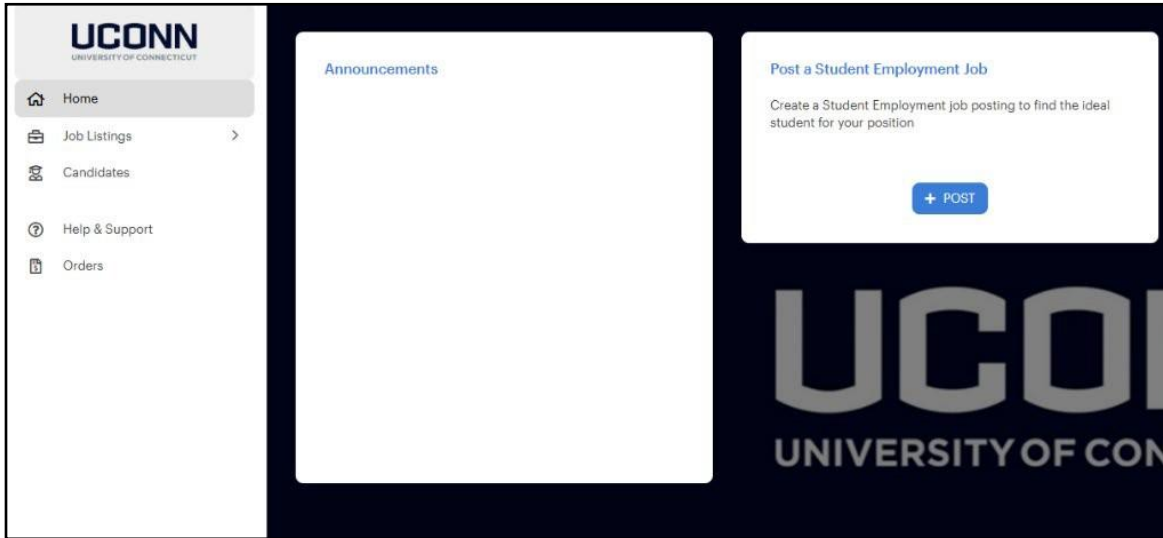 UCONN
UNIVERSITY OF CONNECTICUT
Home
Job Listings
Candidates
Help & Support
Orders
Announcements
Post a Student Employment Job
Create a Student Employment job posting to find the ideal
student for your position
+ POST
UCO
UNIVERSITY OF CON